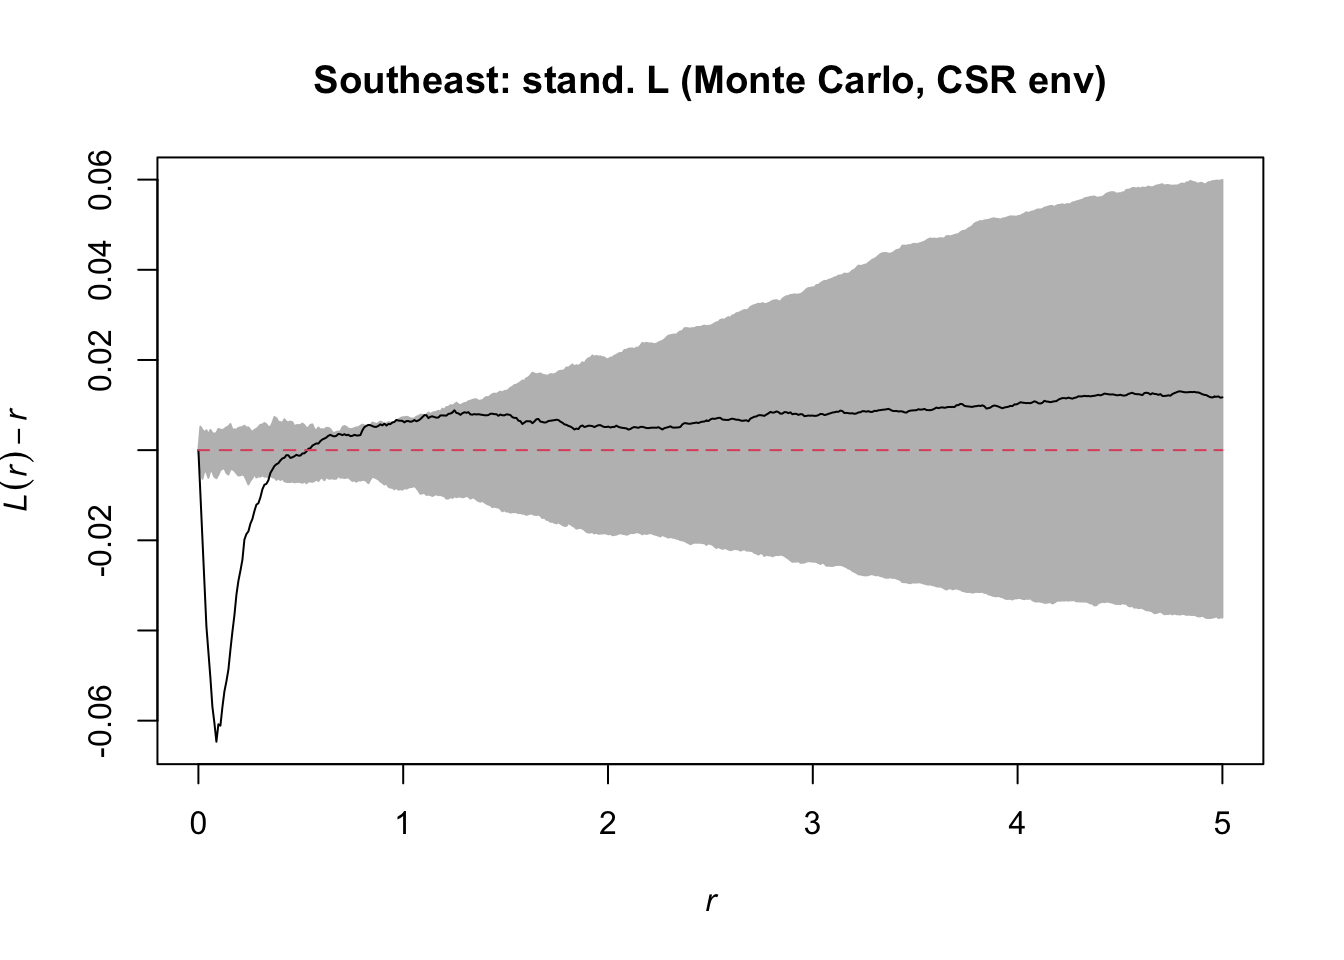 Southeast: stand. L (Monte Carlo, CSR env)
L(r) − r
0.06
0.04
0.02
-0.02
-0.06
0 1 2 3 4 5
r